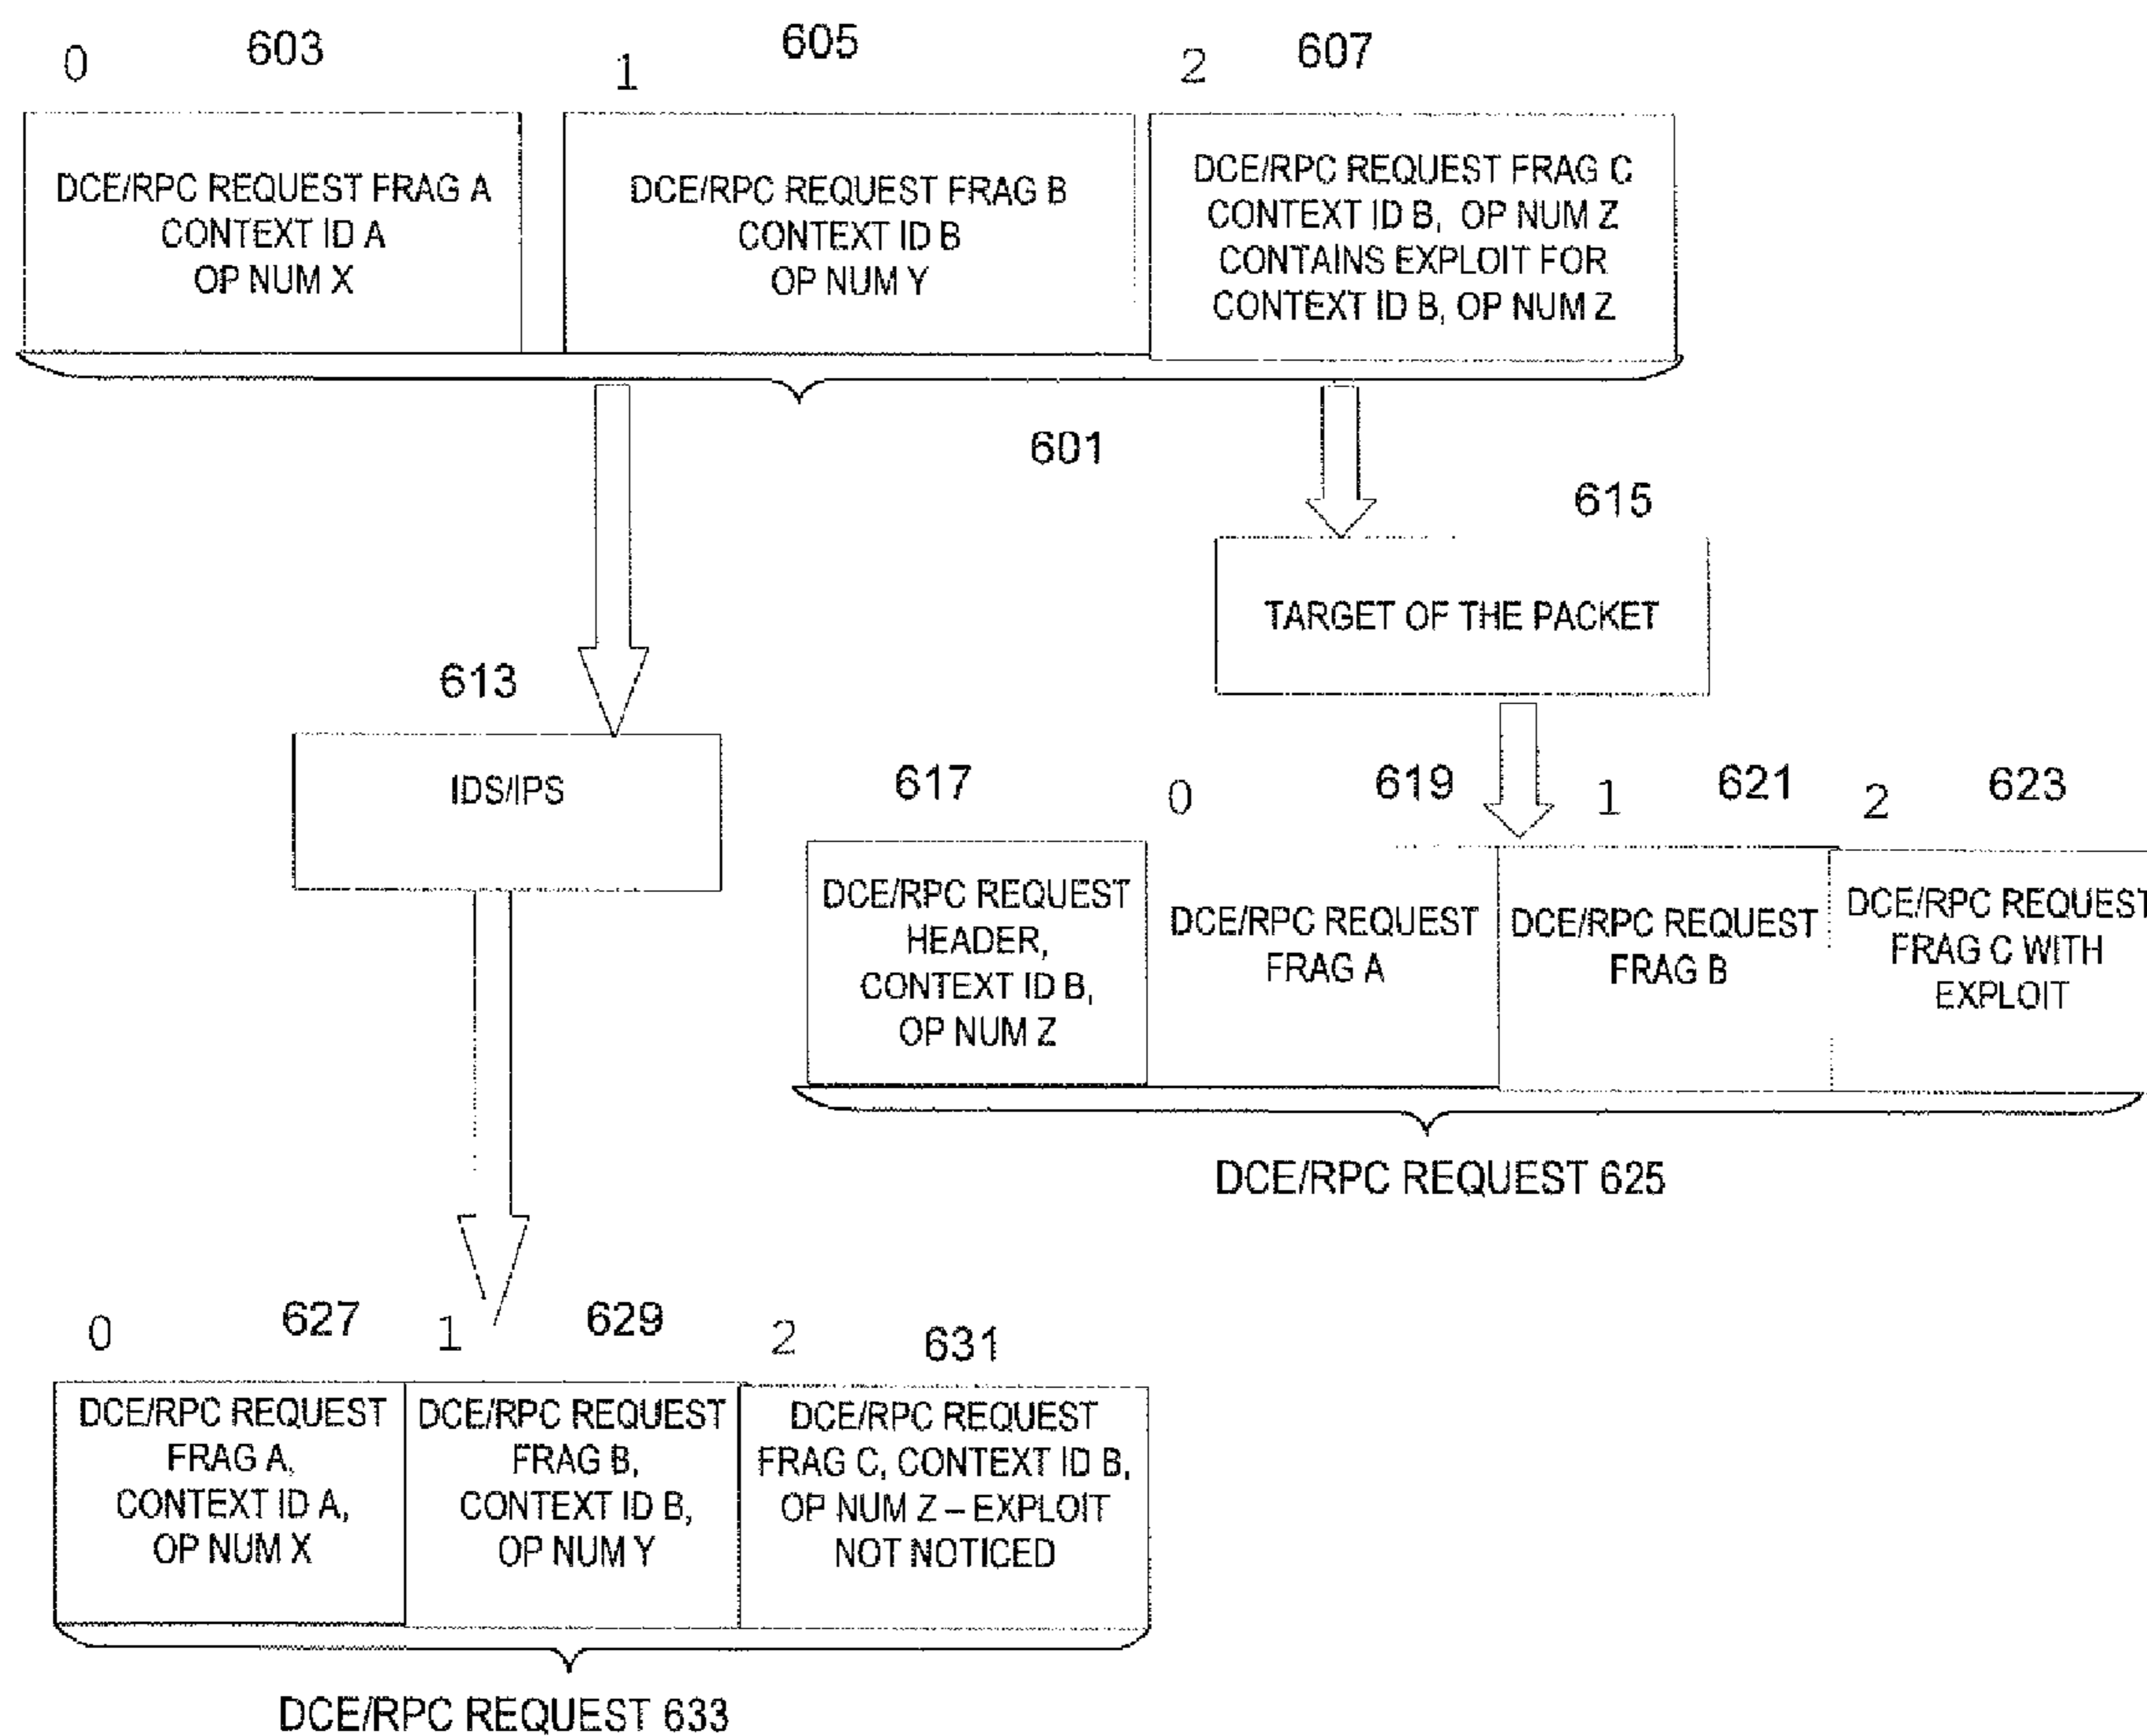 0
603
1
605
2
607
DCE/RPC REQUEST FRAG A
CONTEXT ID A
OP NUM X
DCE/RPC REQUEST FRAG B
CONTEXT ID B
OP NUM Y
DCE/RPC REQUEST FRAG C
CONTEXT ID B, OP NUM Z
CONTAINS EXPLOIT FOR
CONTEXT ID B, OP NUM Z
601
615
TARGET OF THE PACKET
613
IDS/IPS
617
0
619
1
621
2
623
DCE/RPC REQUEST
HEADER,
CONTEXT ID B,
OP NUM Z
DCE/RPC REQUEST
FRAG A
DCE/RPC REQUEST
FRAG B
DCE/RPC REQUEST
FRAG C WITH
EXPLOIT
DCE/RPC REQUEST 625
0
627
1
629
2
631
DCE/RPC REQUEST
FRAG A,
CONTEXT ID A,
OP NUM X
DCE/RPC REQUEST
FRAG B,
CONTEXT ID B,
OP NUM Y
DCE/RPC REQUEST
FRAG C, CONTEXT ID B,
OP NUM Z – EXPLOIT
NOT NOTICED
DCE/RPC REQUEST 633